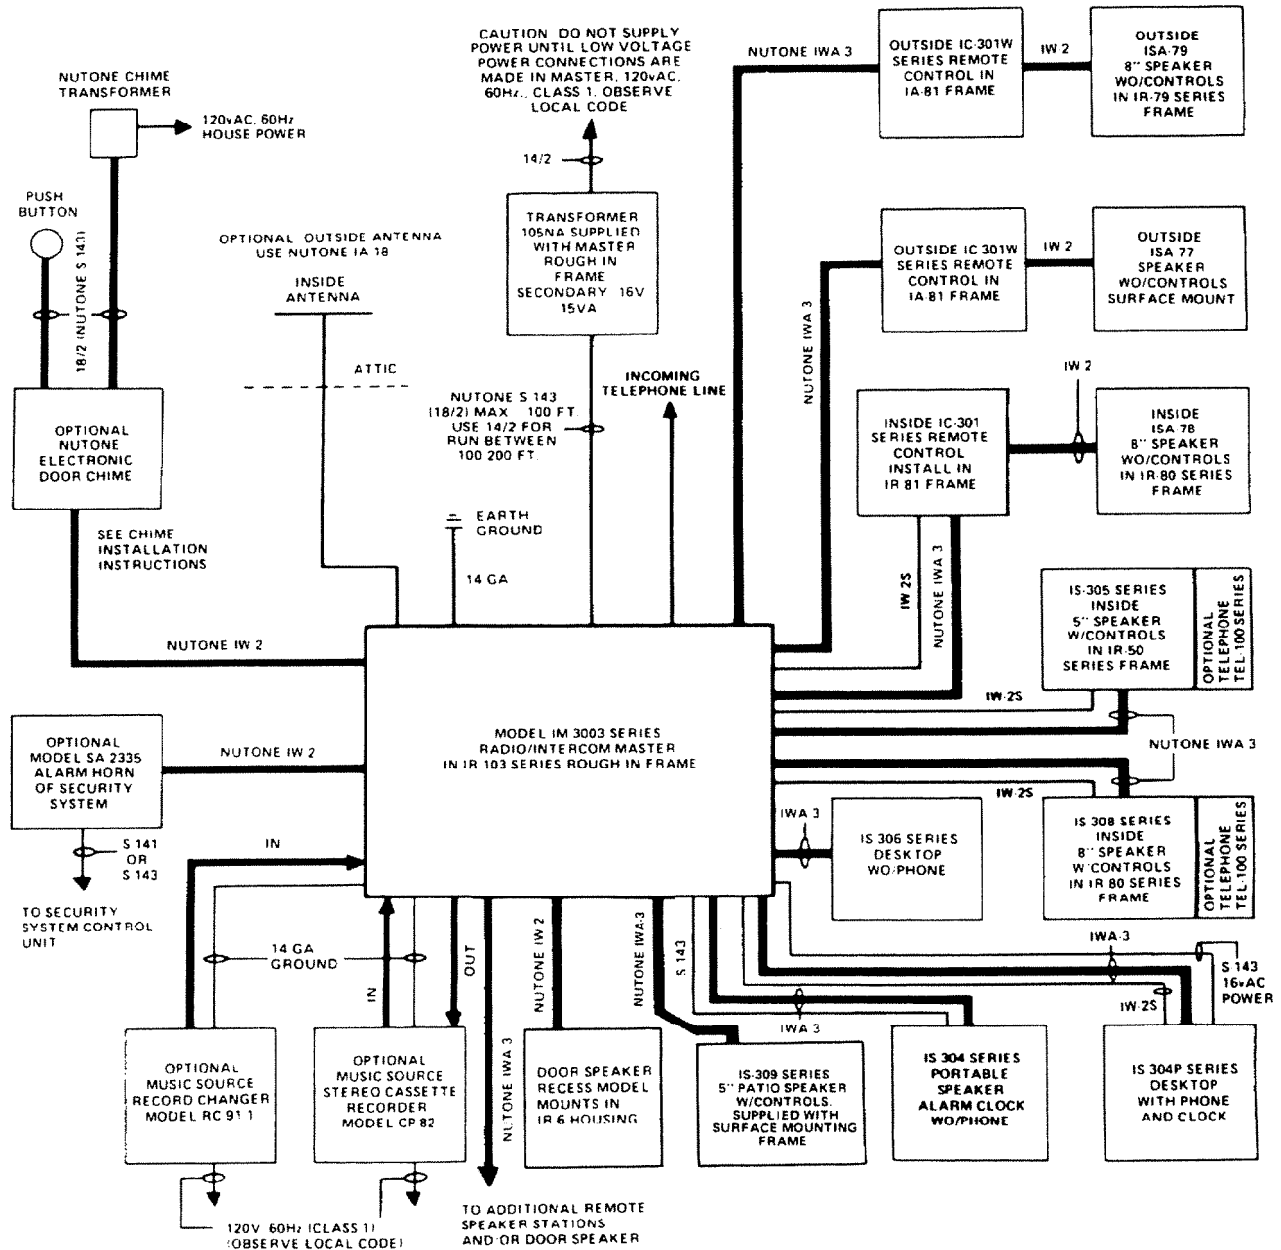 CAUTION DO NOT SUPPLY
POWER UNTIL LOW VOLTAGE
POWER CONNECTIONS ARE
MADE IN MASTER, 120vAC,
60Hz., CLASS 1, OBSERVE
LOCAL CODE
NUTONE IWA 3
OUTSIDE IC-301W
SERIES REMOTE
CONTROL IN
IA-81 FRAME
IW-2
OUTSIDE
ISA-79
8" SPEAKER
WO/CONTROLS
IN IR-79 SERIES
FRAME
NUTONE CHIME
TRANSFORMER
120vAC, 60Hz
HOUSE POWER
14/2
PUSH
BUTTON
18/2 (NUTONE S 143)
OPTIONAL OUTSIDE ANTENNA
USE NUTONE IA 18
INSIDE
ANTENNA
ATTIC
TRANSFORMER
105NA SUPPLIED
WITH MASTER
ROUGH IN
FRAME
SECONDARY 16V
15VA
OUTSIDE IC 301W
SERIES REMOTE
CONTROL IN
IA-81 FRAME
IW 2
OUTSIDE
ISA 77
SPEAKER
WO/CONTROLS
SURFACE MOUNT
NUTONE IWA 3
INCOMING
TELEPHONE LINE
NUTONE S 143
(18/2) MAX 100 FT.
USE 14/2 FOR
RUN BETWEEN
100 200 FT.
OPTIONAL
NUTONE
ELECTRONIC
DOOR CHIME
INSIDE IC-301
SERIES REMOTE
CONTROL
INSTALL IN
IR 81 FRAME
IW 2
INSIDE
ISA-78
8" SPEAKER
WO/CONTROLS
IN IR-80 SERIES
FRAME
SEE CHIME
INSTALLATION
INSTRUCTIONS
EARTH
GROUND
14 GA
IW 2S
NUTONE IWA 3
IS-305 SERIES
INSIDE
5" SPEAKER
W/CONTROLS
IN IR-50
SERIES FRAME
OPTIONAL
TELEPHONE
TEL-100 SERIES
NUTONE IW 2
IW-2S
NUTONE IWA 3
MODEL IM 3003 SERIES
RADIO/INTERCOM MASTER
IN IR 103 SERIES ROUGH IN FRAME
OPTIONAL
MODEL SA 2335
ALARM HORN
OF SECURITY
SYSTEM
NUTONE IW 2
IW-2S
IS 308 SERIES
INSIDE
8" SPEAKER
W/CONTROLS
IN IR 80 SERIES
FRAME
OPTIONAL
TELEPHONE
TEL-100 SERIES
IWA 3
IS 306 SERIES
DESKTOP
WO/PHONE
S 141
OR
S 143
IN
TO SECURITY
SYSTEM CONTROL
UNIT
14 GA
GROUND
IN
OUT
NUTONE IWA 3
NUTONE IW2
NUTONE IWA-3
S 143
IWA-3
IWA 3
IW-2S
S 143
16vAC
POWER
OPTIONAL
MUSIC SOURCE
RECORD CHANGER
MODEL RC 911
OPTIONAL
MUSIC SOURCE
STEREO CASSETTE
RECORDER
MODEL CP 82
DOOR SPEAKER
RECESS MODEL
MOUNTS IN
IR 6 HOUSING
IS-309 SERIES
5" PATIO SPEAKER
W/CONTROLS,
SUPPLIED WITH
SURFACE MOUNTING
FRAME
IS 304 SERIES
PORTABLE
SPEAKER
ALARM CLOCK
WO/PHONE
IS 304P SERIES
DESKTOP
WITH PHONE
AND CLOCK
120V 60Hz (CLASS 1)
(OBSERVE LOCAL CODE)
TO ADDITIONAL REMOTE
SPEAKER STATIONS
AND/OR DOOR SPEAKER